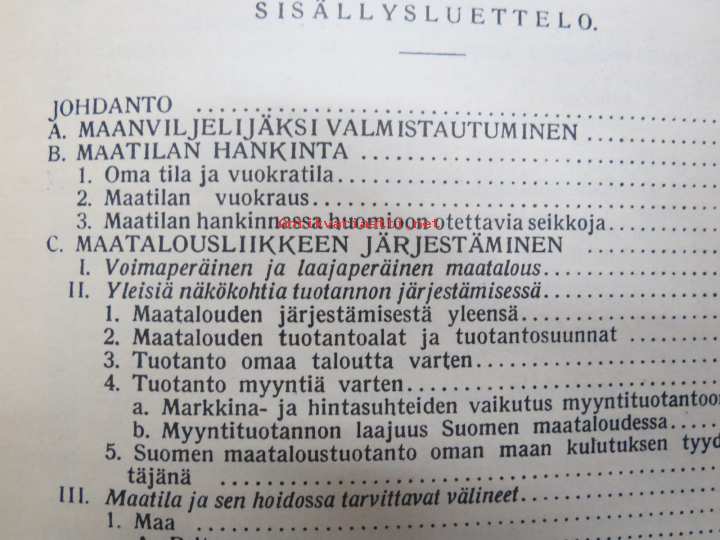 SISÄLLYSLUETTELO.
JOHDANTO
A. MAANVILJELIJÄKSI VALMISTAUTUMINEN
B. MAATILAN HANKINTA
1. Oma tila ja vuokratila
2. Maatilan vuokraus
3. Maatilan hankinnassa huomioon otettavia seikkoja
C. MAATALOUSLIIKKEEN JÄRJESTÄMINEN
I. Voimaperäinen ja laajaperäinen maatalous
II. Yleisiä näkökohtia tuotannon järjestämisessä
1. Maatalouden järjestämisestä yleensä
2. Maatalouden tuotantoalat ja tuotantosuunnat
3. Tuotanto omaa taloutta varten
4. Tuotanto myyntiä varten
a. Markkina- ja hintasuhteiden vaikutus myyntituotantoon
b. Myyntituotannon laajuus Suomen maataloudessa
5. Suomen maataloustuotanto oman maan kulutuksen tyyd
täjänä
III. Maatila ja sen hoidossa tarvittavat välineet
1. Maa